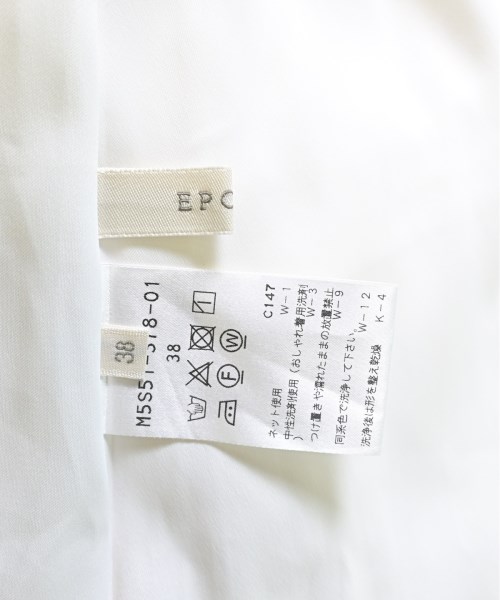 EPO
38
M5S51-378-01
38
W
F
C147
ネット使用 W-1
中性洗剤使用（おしゃれ着用洗剤
） W-3
つけ置きや濡れたままの放置禁止
同系色で洗浄して下さい W-9
洗浄後は形を整え乾燥 W-12
K-4